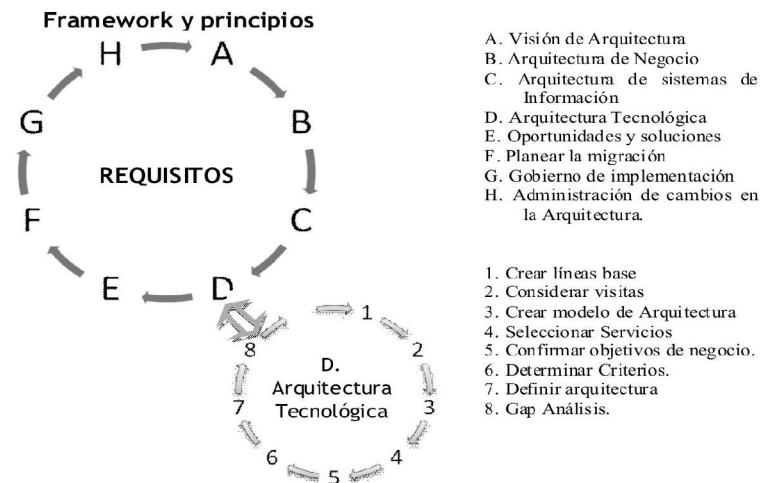 Framework y principios
H
A
G
B
REQUISITOS
F
C
E
D
1
8
2
D.
Arquitectura
Tecnológica
7
3
6
4
5
A. Visión de Arquitectura
B. Arquitectura de Negocio
C. Arquitectura de sistemas de
Información
D. Arquitectura Tecnológica
E. Oportunidades y soluciones
F. Planear la migración
G. Gobierno de implementación
H. Administración de cambios en
la Arquitectura.
1. Crear líneas base
2. Considerar visitas
3. Crear modelo de Arquitectura
4. Seleccionar Servicios
5. Confirmar objetivos de negocio.
6. Determinar Criterios.
7. Definir arquitectura
8. Gap Análisis.